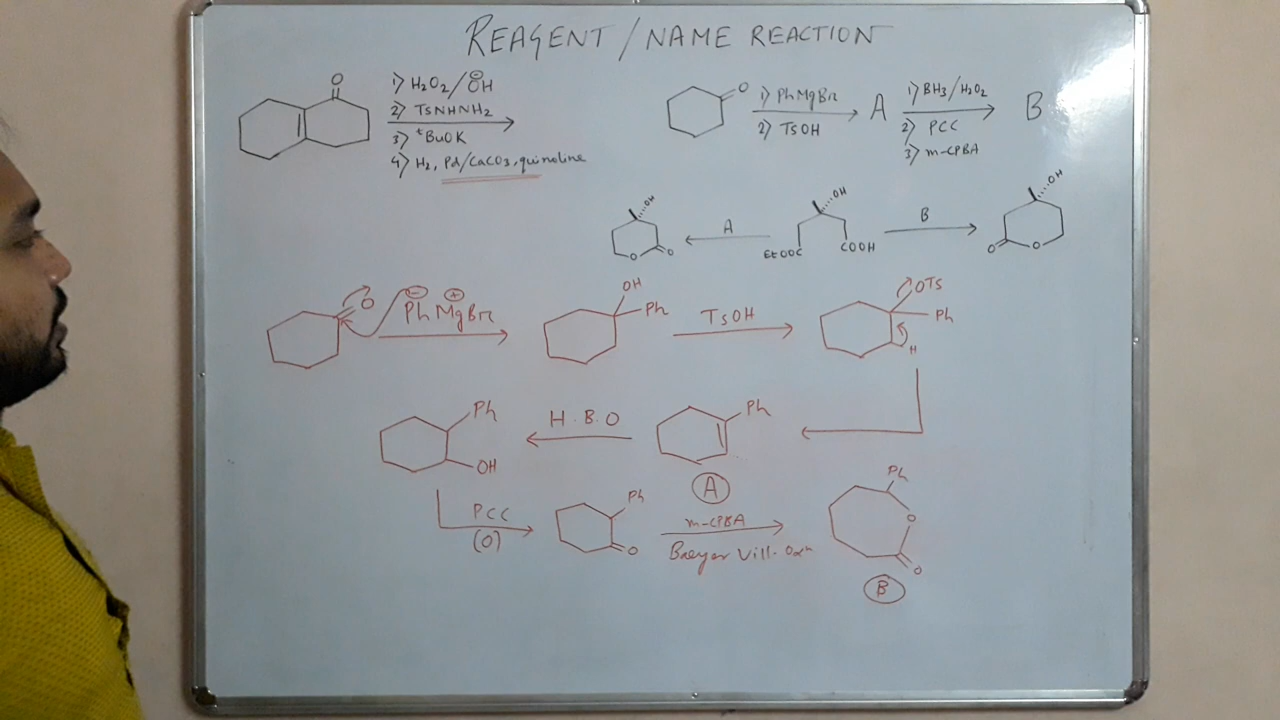 REAGENT / NAME REACTION
O
1) H2O2/⊖OH
2) TsNHNH2
3) tBuOK
4) H2, Pd/CaCO3, quinoline
O
1) PhMgBr
2) TsOH
A
1) BH3/H2O2
2) PCC
3) m-CPBA
B
OH
O
O
A
OH
EtOOC
COOH
B
OH
O
O
O
⊖ ⊕
PhMgBr
OH
Ph
TsOH
OTs
Ph
H
Ph
OH
H.B.O
Ph
A
PCC
(O)
Ph
O
m-CPBA
Baeyer Vill. Oxn
Ph
O
O
B